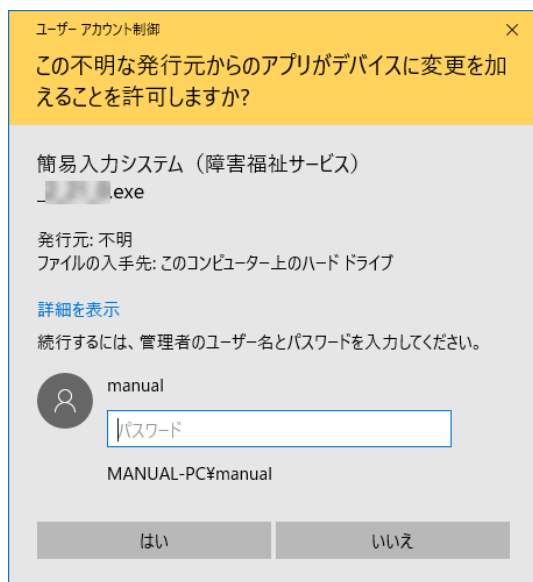 ユーザー アカウント制御
この不明な発行元からのアプリがデバイスに変更を加
えることを許可しますか?
簡易入力システム（障害福祉サービス）
_ .exe
発行元: 不明
ファイルの入手先: このコンピューター上のハード ドライブ
詳細を表示
続行するには、管理者のユーザー名とパスワードを入力してください。
manual
パスワード
MANUAL-PC¥manual
はい
いいえ